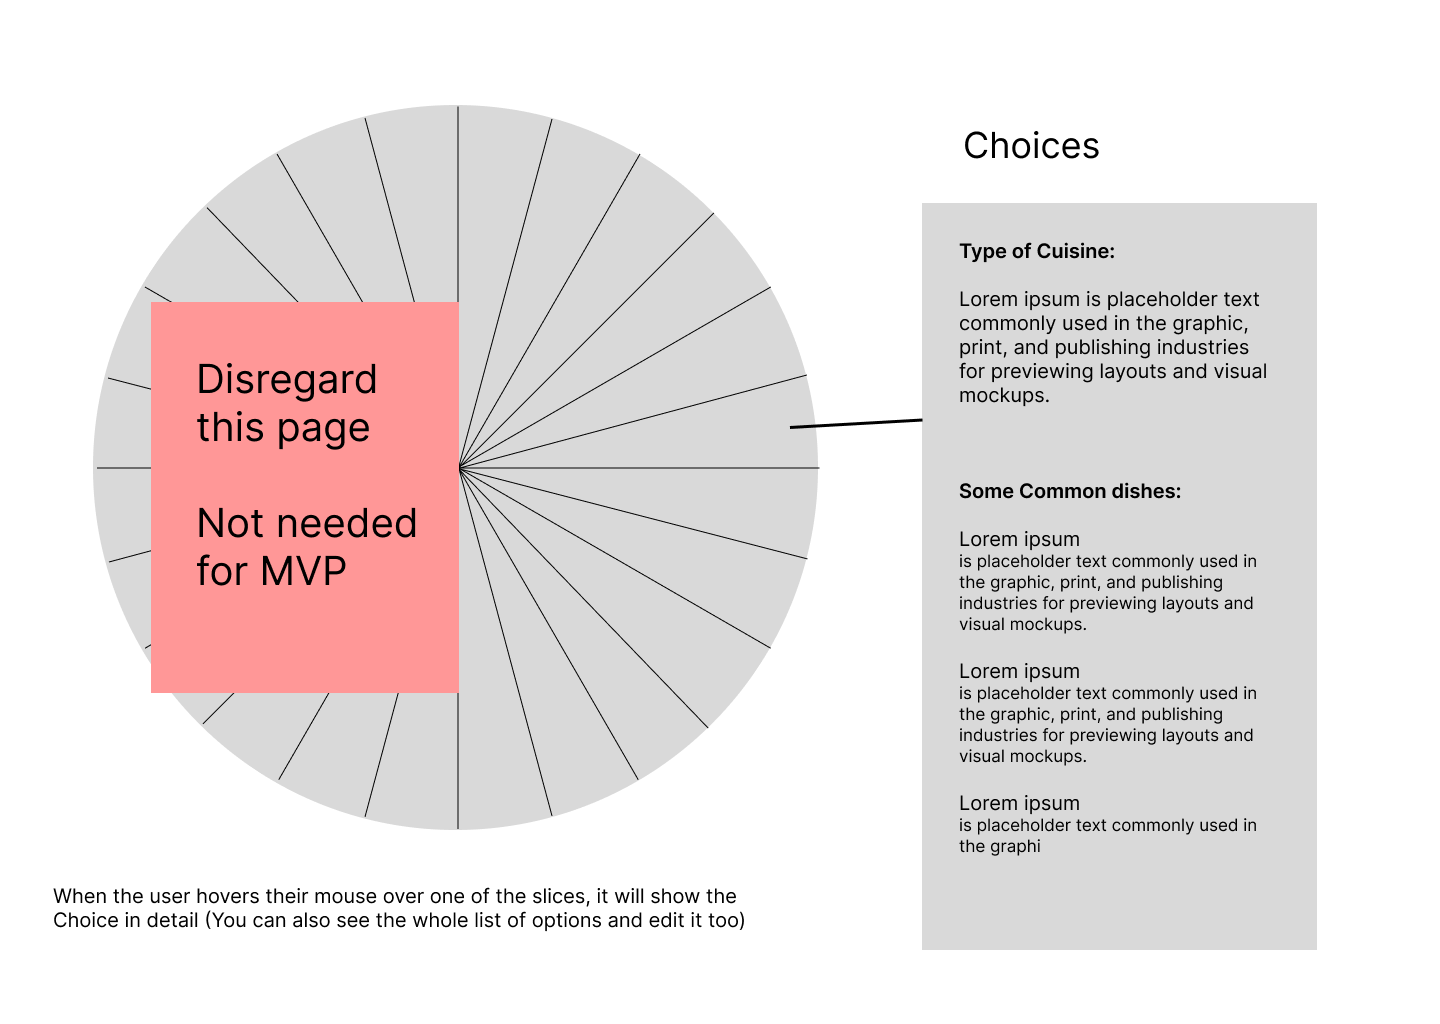 Choices
Disregard
this page
Not needed
for MVP
Type of Cuisine:
Lorem ipsum is placeholder text
commonly used in the graphic,
print, and publishing industries
for previewing layouts and visual
mockups.
Some Common dishes:
Lorem ipsum
is placeholder text commonly used in
the graphic, print, and publishing
industries for previewing layouts and
visual mockups.
Lorem ipsum
is placeholder text commonly used in
the graphic, print, and publishing
industries for previewing layouts and
visual mockups.
Lorem ipsum
is placeholder text commonly used in
the graphi
When the user hovers their mouse over one of the slices, it will show the
Choice in detail (You can also see the whole list of options and edit it too)